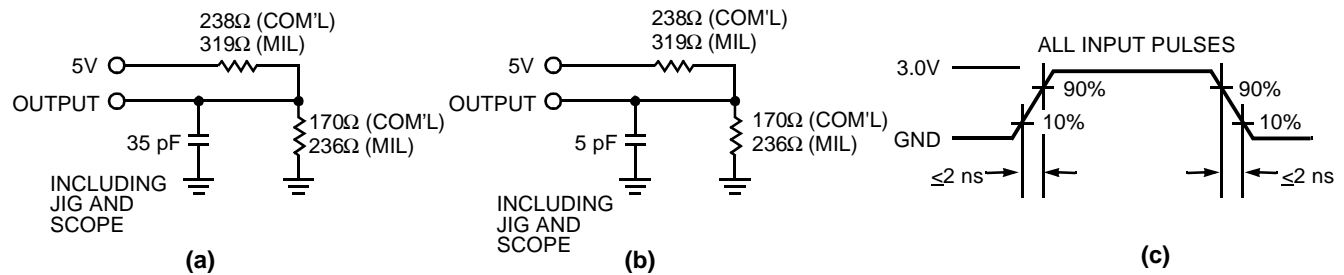 238Ω (COM'L)
319Ω (MIL)
5V
OUTPUT
35 pF
170Ω (COM'L)
236Ω (MIL)
INCLUDING
JIG AND
SCOPE
(a)
238Ω (COM'L)
319Ω (MIL)
5V
OUTPUT
5 pF
170Ω (COM'L)
236Ω (MIL)
INCLUDING
JIG AND
SCOPE
(b)
ALL INPUT PULSES
3.0V
90%
90%
10%
10%
GND
≤2 ns
≤2 ns
(c)